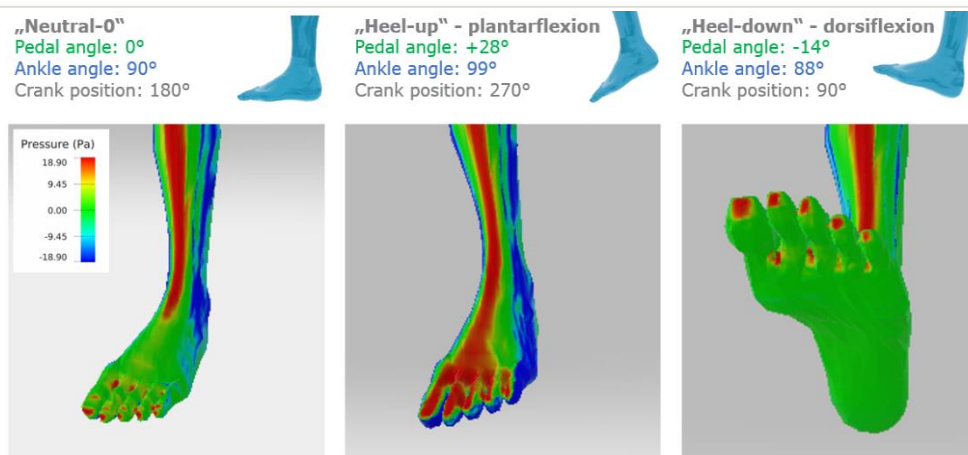 „Neutral-0“
Pedal angle: 0°
Ankle angle: 90°
Crank position: 180°
„Heel-up“ - plantarflexion
Pedal angle: +28°
Ankle angle: 99°
Crank position: 270°
„Heel-down“ - dorsiflexion
Pedal angle: -14°
Ankle angle: 88°
Crank position: 90°
Pressure (Pa)
18.90
9.45
0.00
-9.45
-18.90